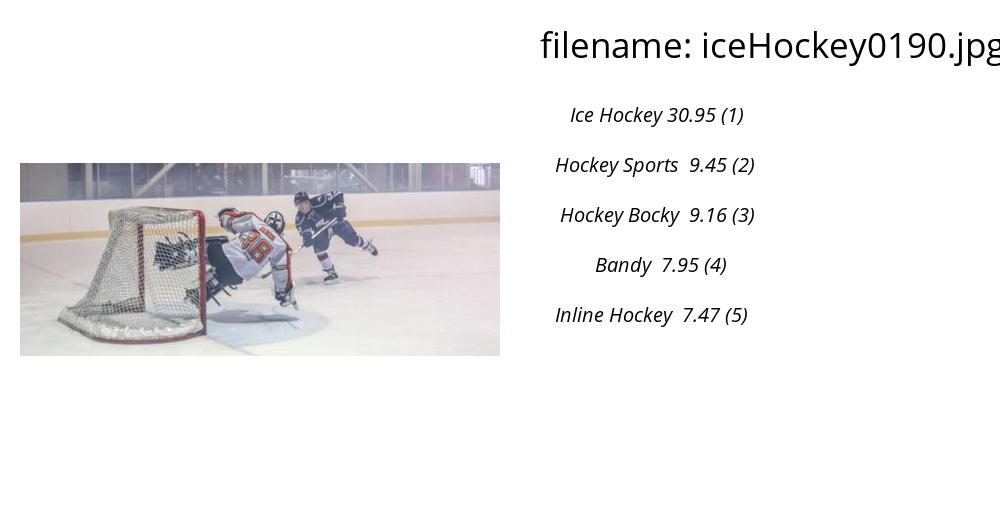 filename: iceHockey0190.jpg
Ice Hockey 30.95 (1)
Hockey Sports 9.45 (2)
Hockey Bocky 9.16 (3)
Bandy 7.95 (4)
Inline Hockey 7.47 (5)